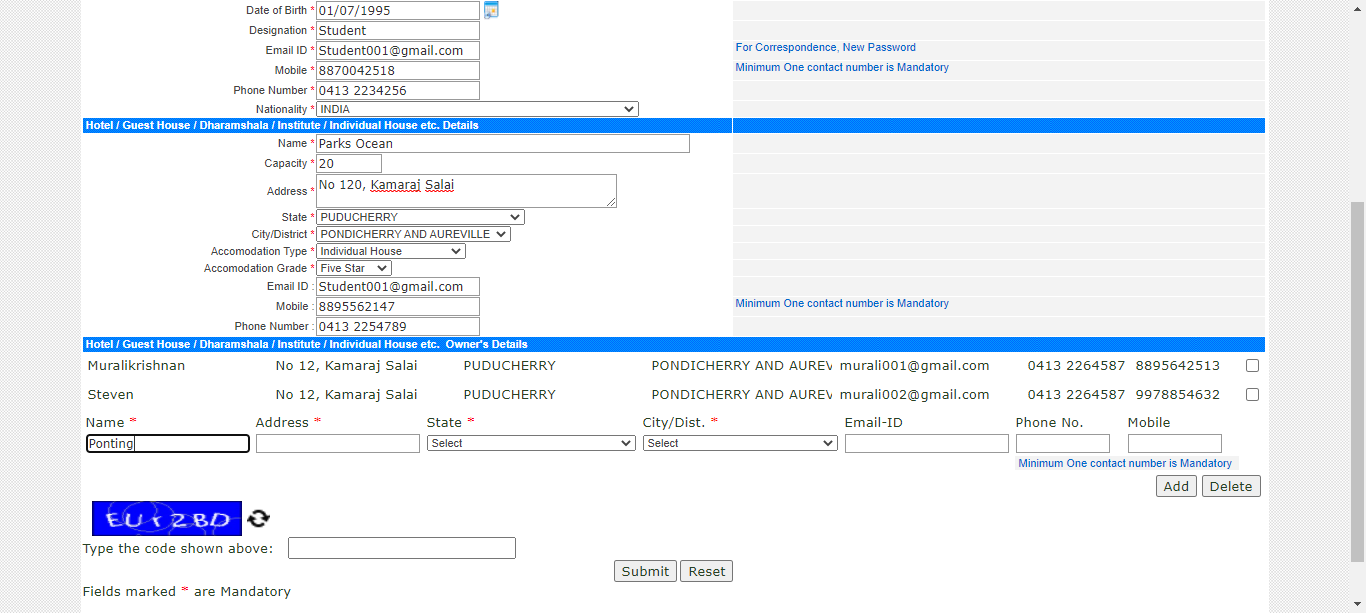 Date of Birth * 01/07/1995
Designation * Student
Email ID * Student001@gmail.com For Correspondence, New Password
Mobile * 8870042518 Minimum One contact number is Mandatory
Phone Number * 0413 2234256
Nationality * INDIA
Hotel / Guest House / Dharamshala / Institute / Individual House etc. Details
Name * Parks Ocean
Capacity * 20
Address * No 120, Kamaraj Salai
State * PUDUCHERRY
City/District * PONDICHERRY AND AUREVILLE
Accomodation Type * Individual House
Accomodation Grade * Five Star
Email ID : Student001@gmail.com
Mobile : 8895562147 Minimum One contact number is Mandatory
Phone Number : 0413 2254789
Hotel / Guest House / Dharamshala / Institute / Individual House etc. Owner's Details
Muralikrishnan No 12, Kamaraj Salai PUDUCHERRY PONDICHERRY AND AUREV murali001@gmail.com 0413 2264587 8895642513
Steven No 12, Kamaraj Salai PUDUCHERRY PONDICHERRY AND AUREV murali002@gmail.com 0413 2264587 9978854632
Name * Address * State * City/Dist. * Email-ID Phone No. Mobile
Ponting Select Select
Minimum One contact number is Mandatory
Add Delete
Type the code shown above:
Submit Reset
Fields marked * are Mandatory